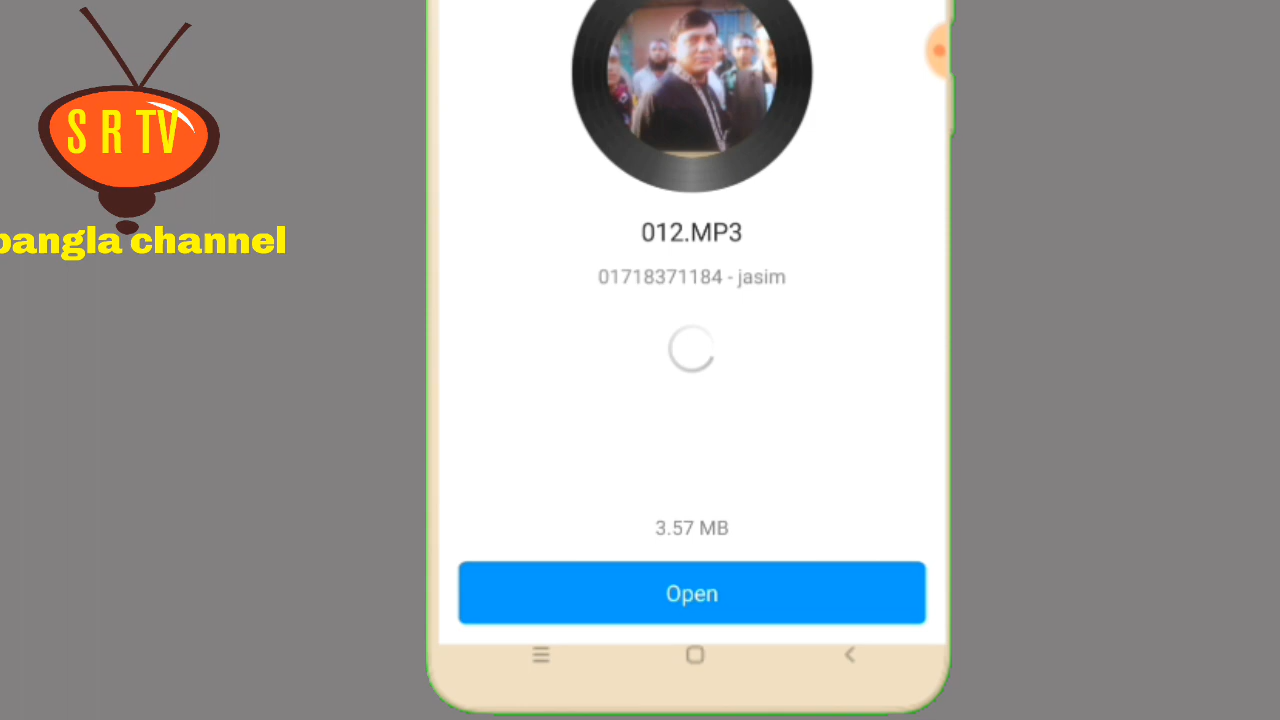 S R TV
bangla channel
012.MP3
01718371184 - jasim
3.57 MB
Open